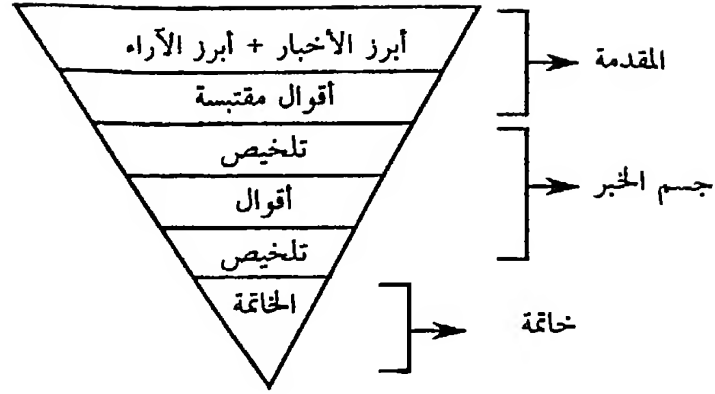 أبرز الأخبار + أبرز الآراء
المقدمة
أقوال مقتبسة
تلخيص
جسم الخبر
أقوال
تلخيص
الخاتمة
خاتمة